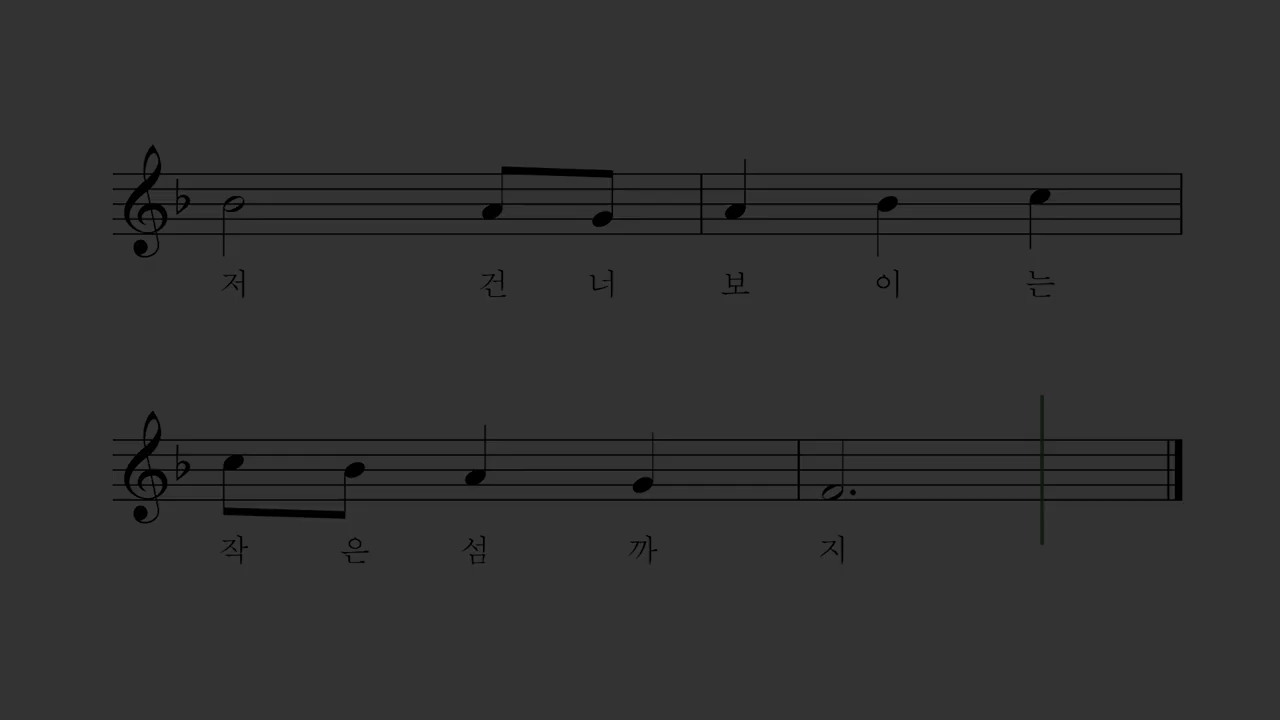 저 건 너 보 이 는
작 은 섬 까 지